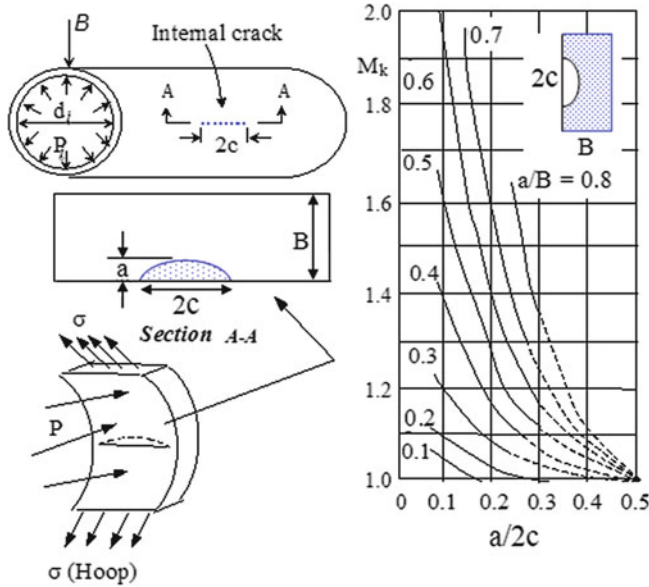 B
Internal crack
A A
d_i
P_i
2c
B
a
2c
Section A-A
σ
P
σ (Hoop)
2.0
M_k
0.7
0.6
1.8
2c
B
0.5
a/B = 0.8
1.6
0.4
1.4
0.3
1.2
0.2
0.1
1.0
0 0.1 0.2 0.3 0.4 0.5
a/2c